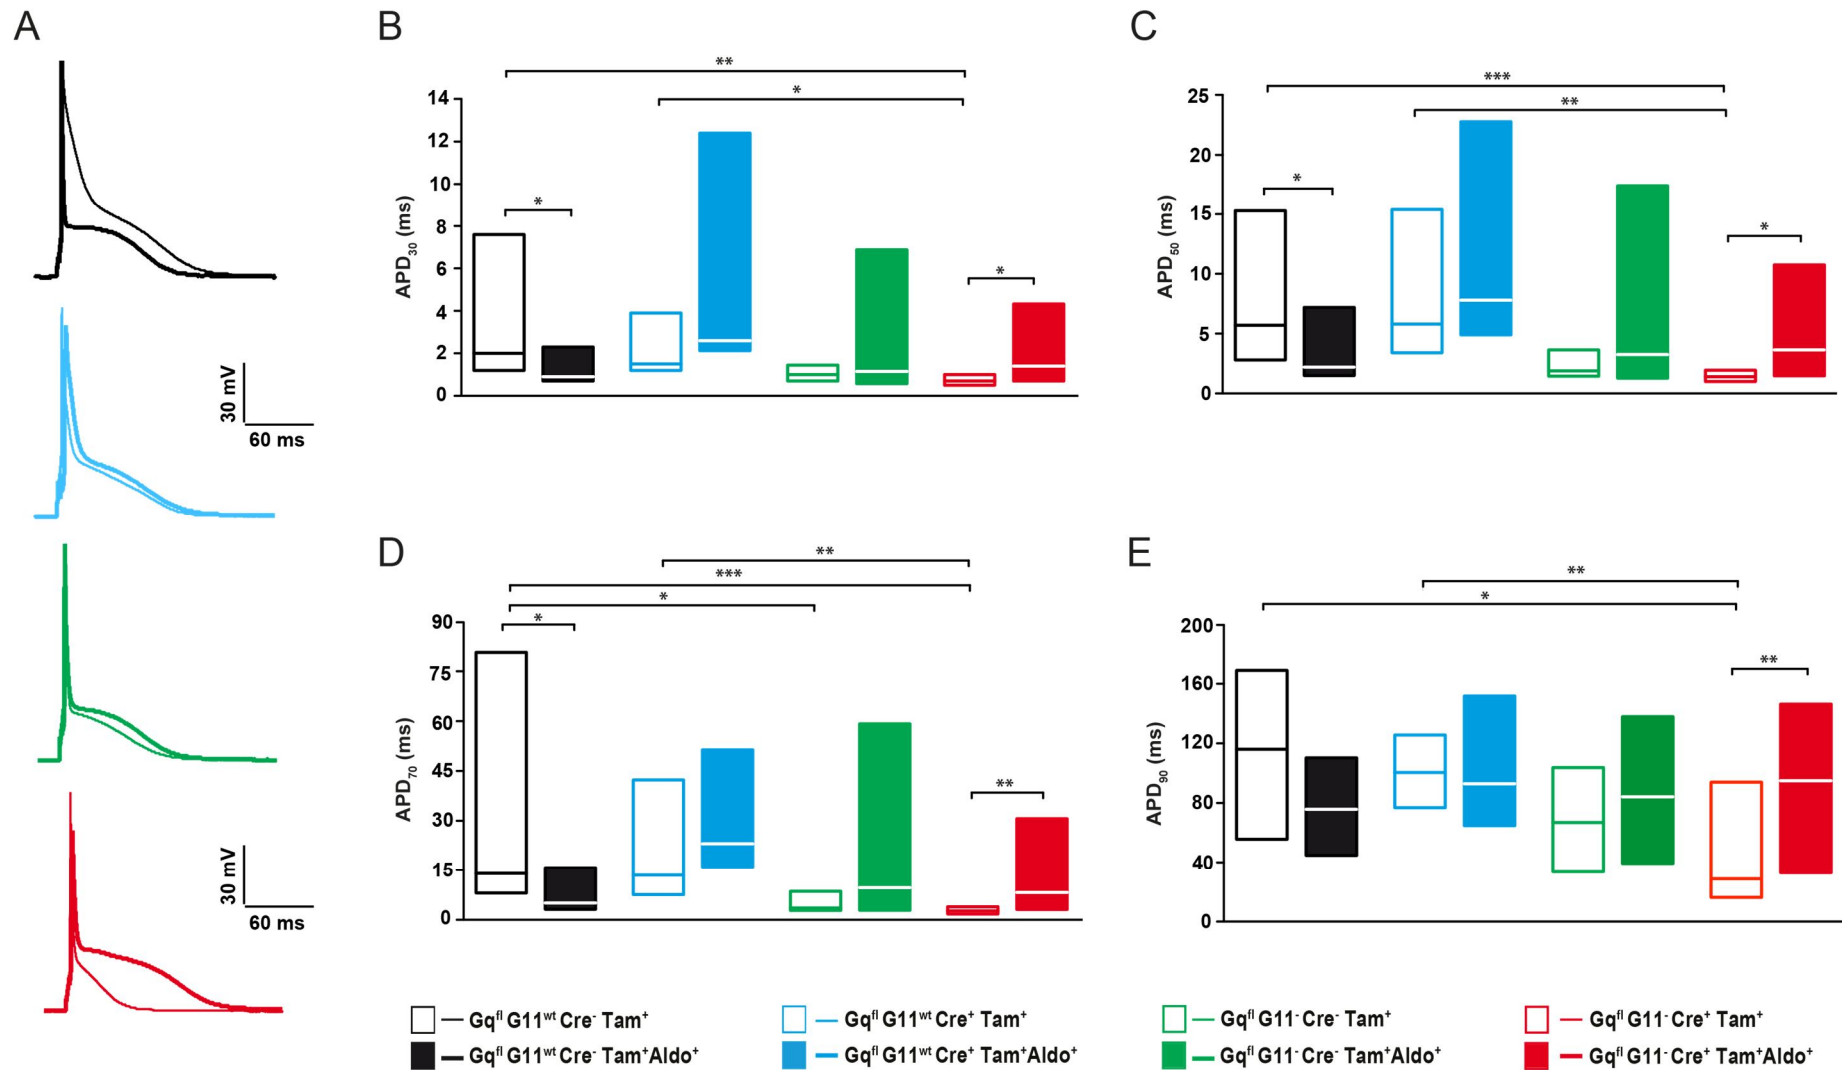 A
B
C
30 mV
60 ms
30 mV
60 ms
**
*
*
*
14
12
10
8
6
4
2
0
APD30 (ms)
***
**
*
*
25
20
15
10
5
0
APD50 (ms)
D
E
**
***
*
*
**
90
75
60
45
30
15
0
APD70 (ms)
**
*
**
200
160
120
80
40
0
APD90 (ms)
Gqfl G11wt Cre- Tam+
Gqfl G11wt Cre+ Tam+
Gqfl G11- Cre- Tam+
Gqfl G11- Cre+ Tam+
Gqfl G11wt Cre- Tam+Aldo+
Gqfl G11wt Cre+ Tam+Aldo+
Gqfl G11- Cre- Tam+Aldo+
Gqfl G11- Cre+ Tam+Aldo+